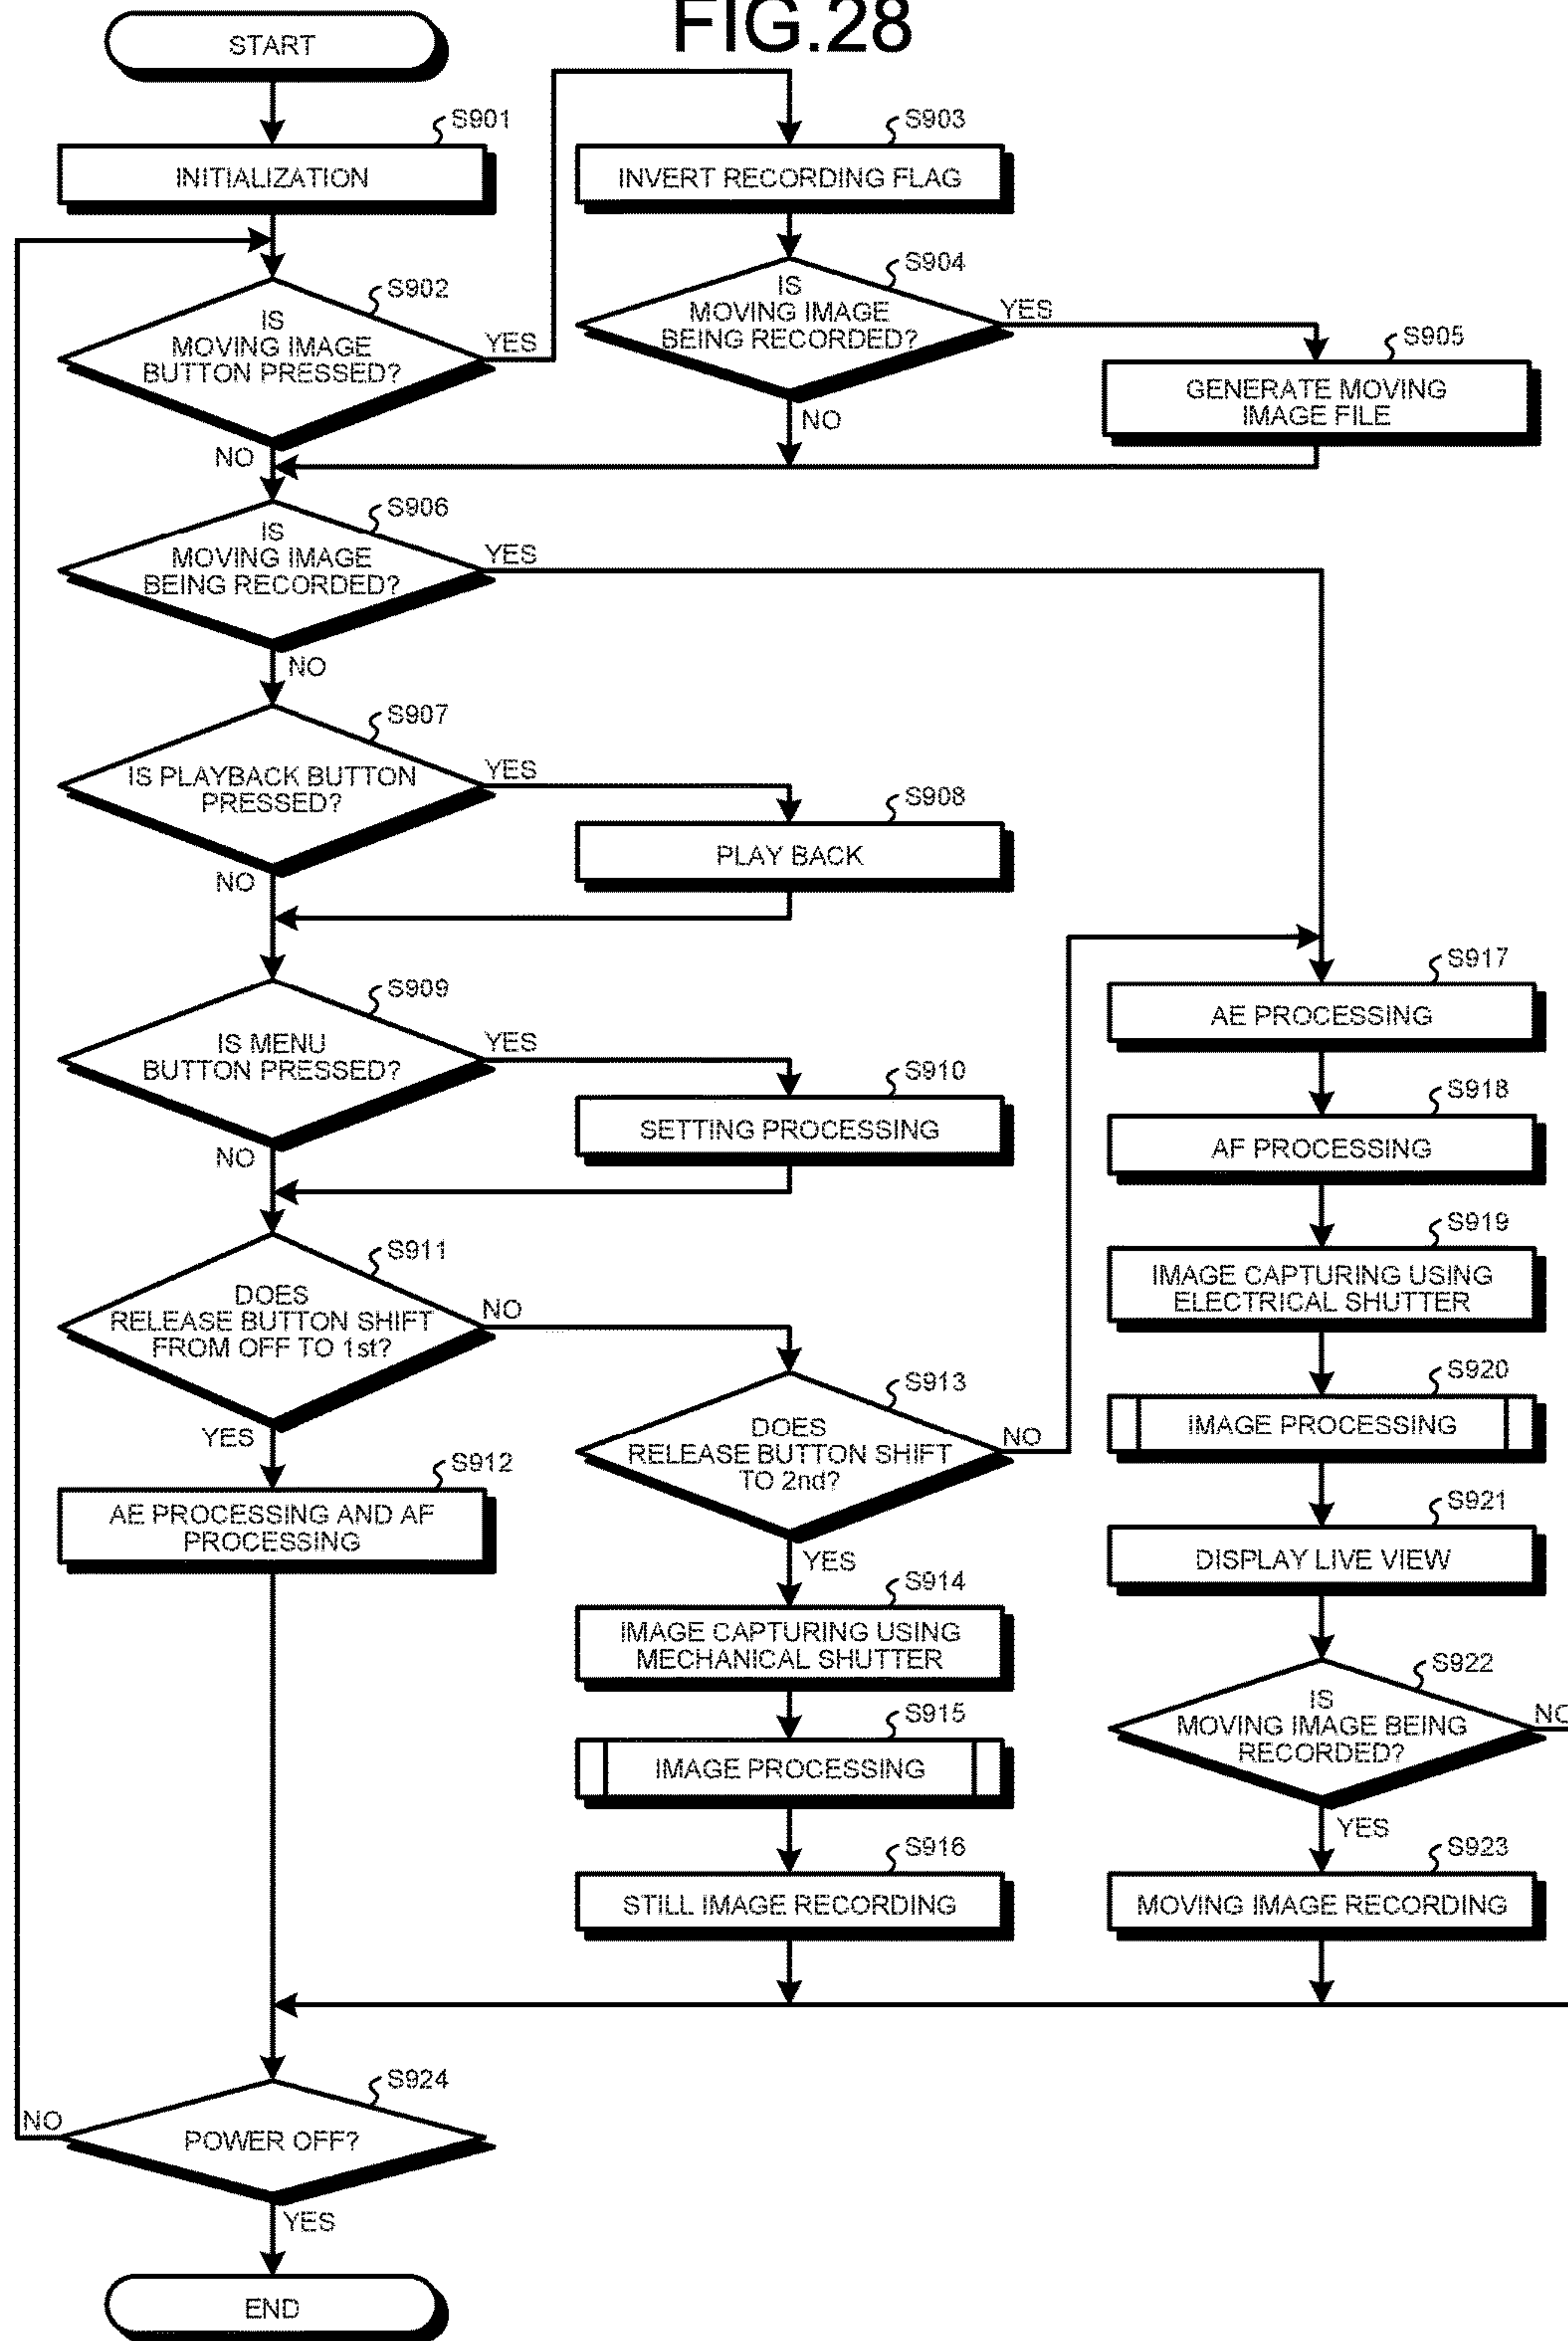 FIG.28
START
S901
INITIALIZATION
S902
IS
MOVING IMAGE
BUTTON PRESSED?
YES
NO
S903
INVERT RECORDING FLAG
S904
IS
MOVING IMAGE
BEING RECORDED?
YES
NO
S905
GENERATE MOVING
IMAGE FILE
S906
IS
MOVING IMAGE
BEING RECORDED?
YES
NO
S907
IS PLAYBACK BUTTON
PRESSED?
YES
NO
S908
PLAY BACK
S909
IS MENU
BUTTON PRESSED?
YES
NO
S910
SETTING PROCESSING
S911
DOES
RELEASE BUTTON SHIFT
FROM OFF TO 1st?
NO
YES
S912
AE PROCESSING AND AF
PROCESSING
S913
DOES
RELEASE BUTTON SHIFT
TO 2nd?
NO
YES
S914
IMAGE CAPTURING USING
MECHANICAL SHUTTER
S915
IMAGE PROCESSING
S916
STILL IMAGE RECORDING
S917
AE PROCESSING
S918
AF PROCESSING
S919
IMAGE CAPTURING USING
ELECTRICAL SHUTTER
S920
IMAGE PROCESSING
S921
DISPLAY LIVE VIEW
S922
IS
MOVING IMAGE BEING
RECORDED?
NO
YES
S923
MOVING IMAGE RECORDING
S924
POWER OFF?
NO
YES
END